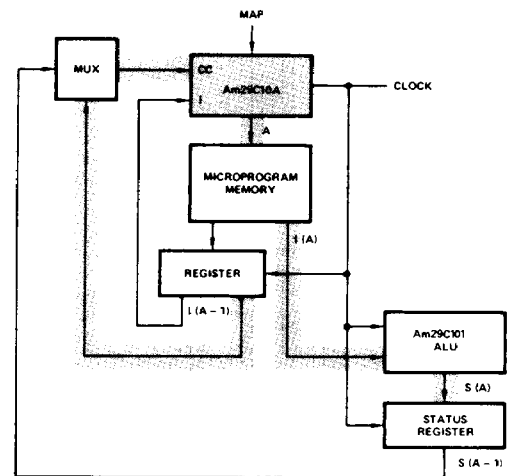 MAP
MUX
CC
Am29C10A
I
CLOCK
A
MICROPROGRAM
MEMORY
I (A)
REGISTER
I (A – 1)
Am29C101
ALU
S (A)
STATUS
REGISTER
S (A – 1)